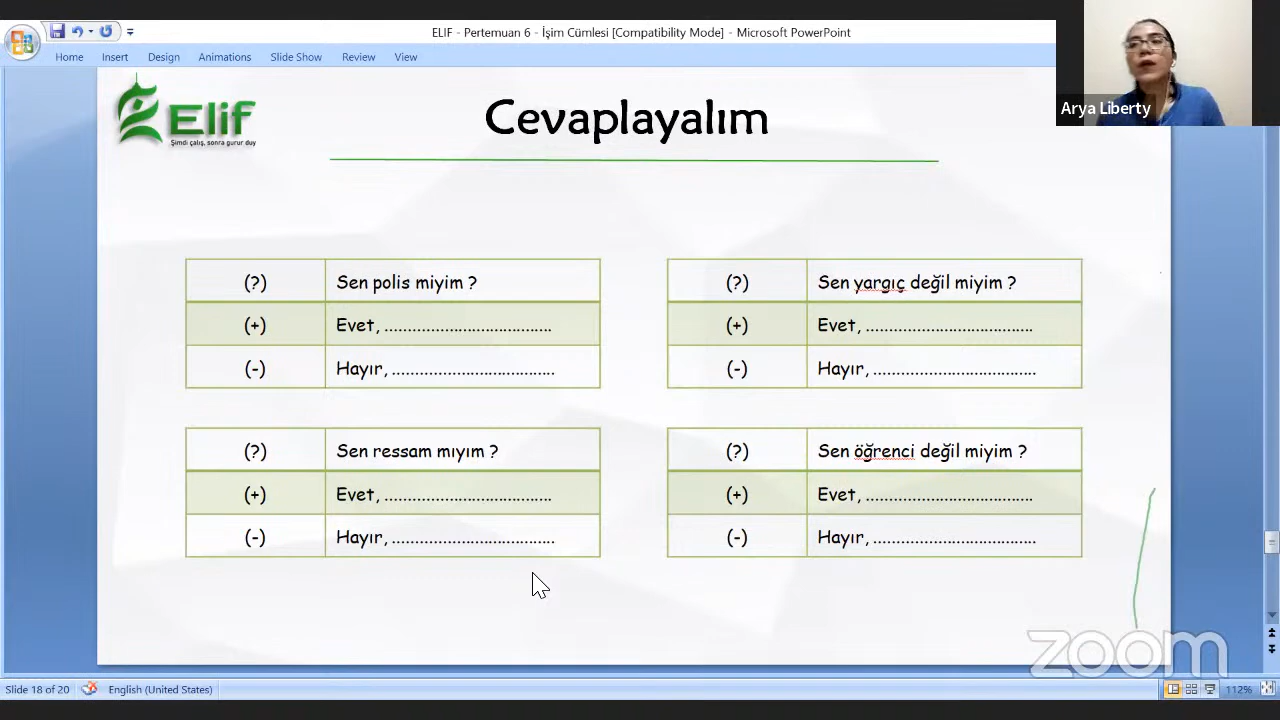 ELIF - Pertemuan 6 - İşim Cümlesi [Compatibility Mode] - Microsoft PowerPoint
Home Insert Design Animations Slide Show Review View
Arya Liberty
Elif
Şimdi çalış, sonra gurur duy
Cevaplayalım
(?) Sen polis miyim ?
(+) Evet, ....................................
(-) Hayır, ...................................
(?) Sen yargıç değil miyim ?
(+) Evet, ....................................
(-) Hayır, ...................................
(?) Sen ressam mıyım ?
(+) Evet, ....................................
(-) Hayır, ...................................
(?) Sen öğrenci değil miyim ?
(+) Evet, ....................................
(-) Hayır, ...................................
zoom
Slide 18 of 20 English (United States) 112%